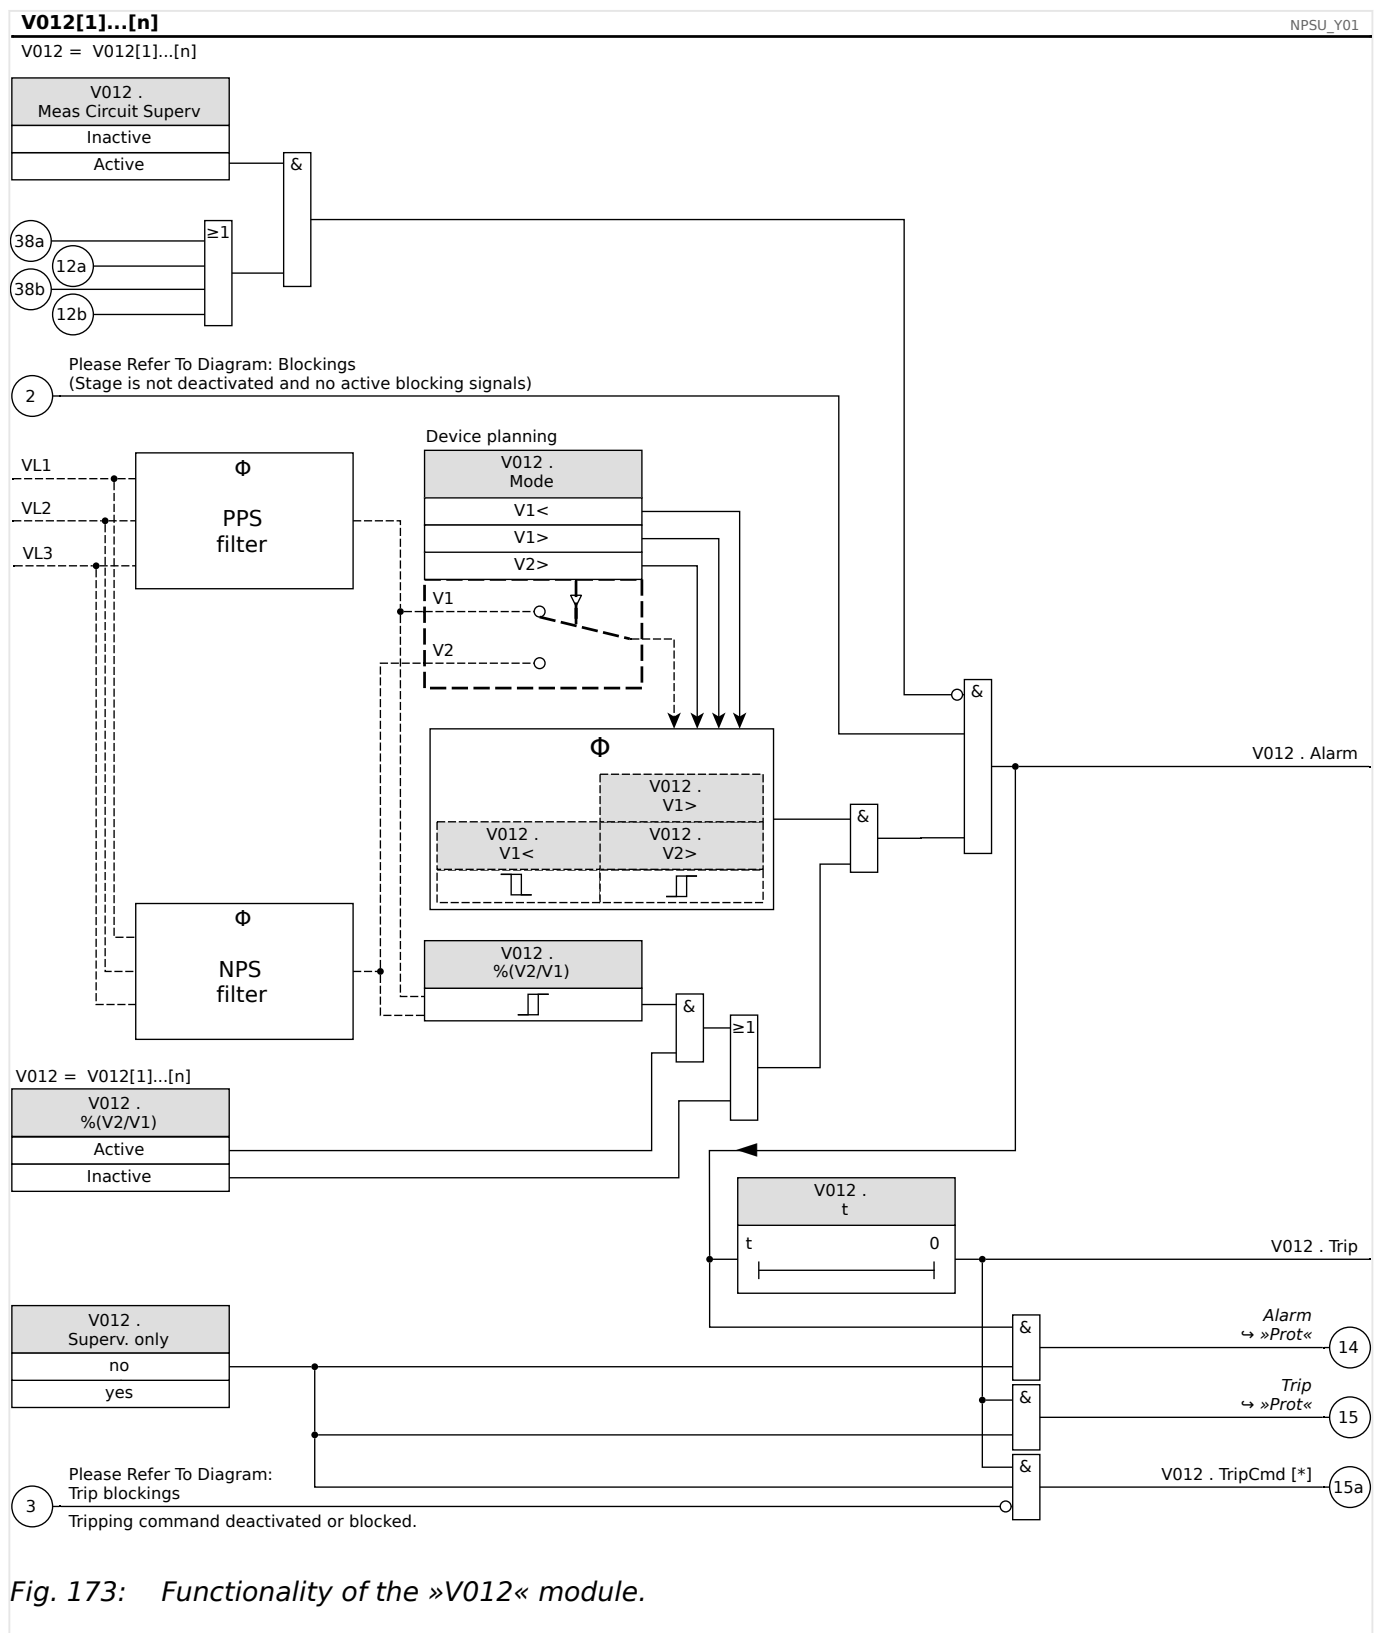 V012[1]...[n]
NPSU_Y01
V012 = V012[1]...[n]
V012 .
Meas Circuit Superv
Inactive
Active
&
≥1
38a
12a
38b
12b
Please Refer To Diagram: Blockings
(Stage is not deactivated and no active blocking signals)
2
Device planning
V012 .
Mode
V1<
V1>
V2>
VL1
VL2
VL3
Φ
PPS
filter
V1
V2
&
V012 . Alarm
Φ
V012 .
V1>
V012 .
V1<
V012 .
V2>
&
Φ
NPS
filter
V012 .
%(V2/V1)
&
≥1
V012 = V012[1]...[n]
V012 .
%(V2/V1)
Active
Inactive
V012 .
t
t
0
V012 . Trip
V012 .
Superv. only
no
yes
&
Alarm
↪ »Prot«
14
&
Trip
↪ »Prot«
15
&
V012 . TripCmd [*]
15a
Please Refer To Diagram:
Trip blockings
3
Tripping command deactivated or blocked.
Fig. 173: Functionality of the »V012« module.